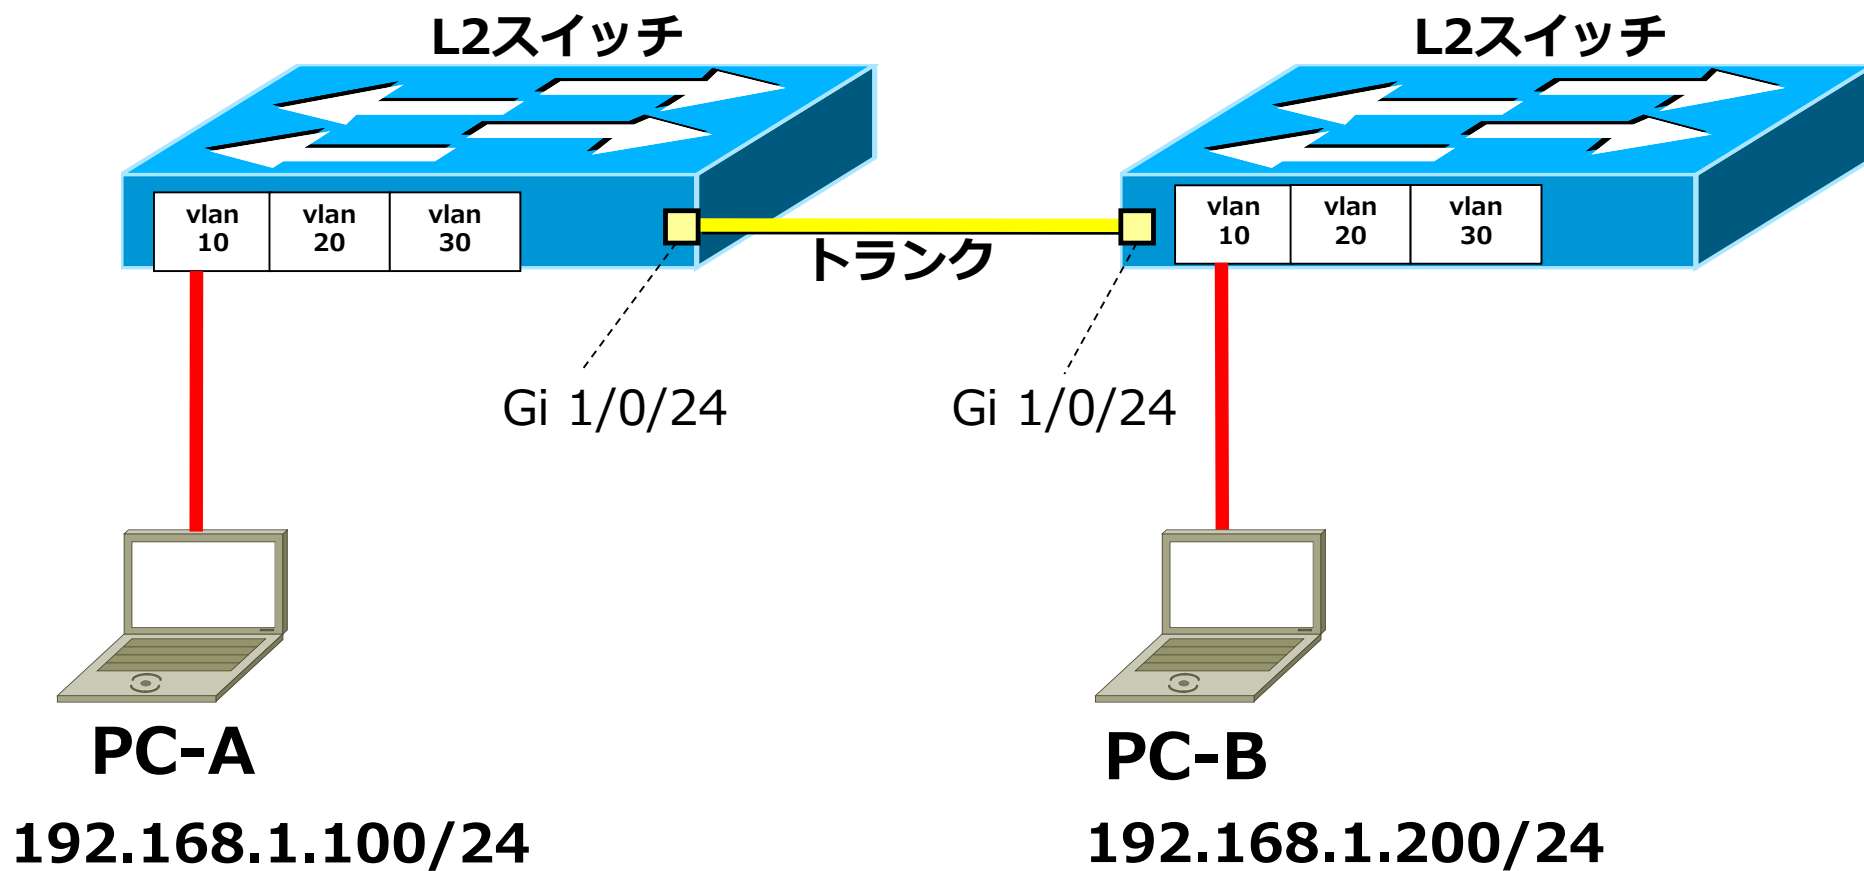 L2スイッチ
L2スイッチ
vlan
10
vlan
20
vlan
30
vlan
10
vlan
20
vlan
30
トランク
Gi 1/0/24
Gi 1/0/24
PC-A
PC-B
192.168.1.100/24
192.168.1.200/24